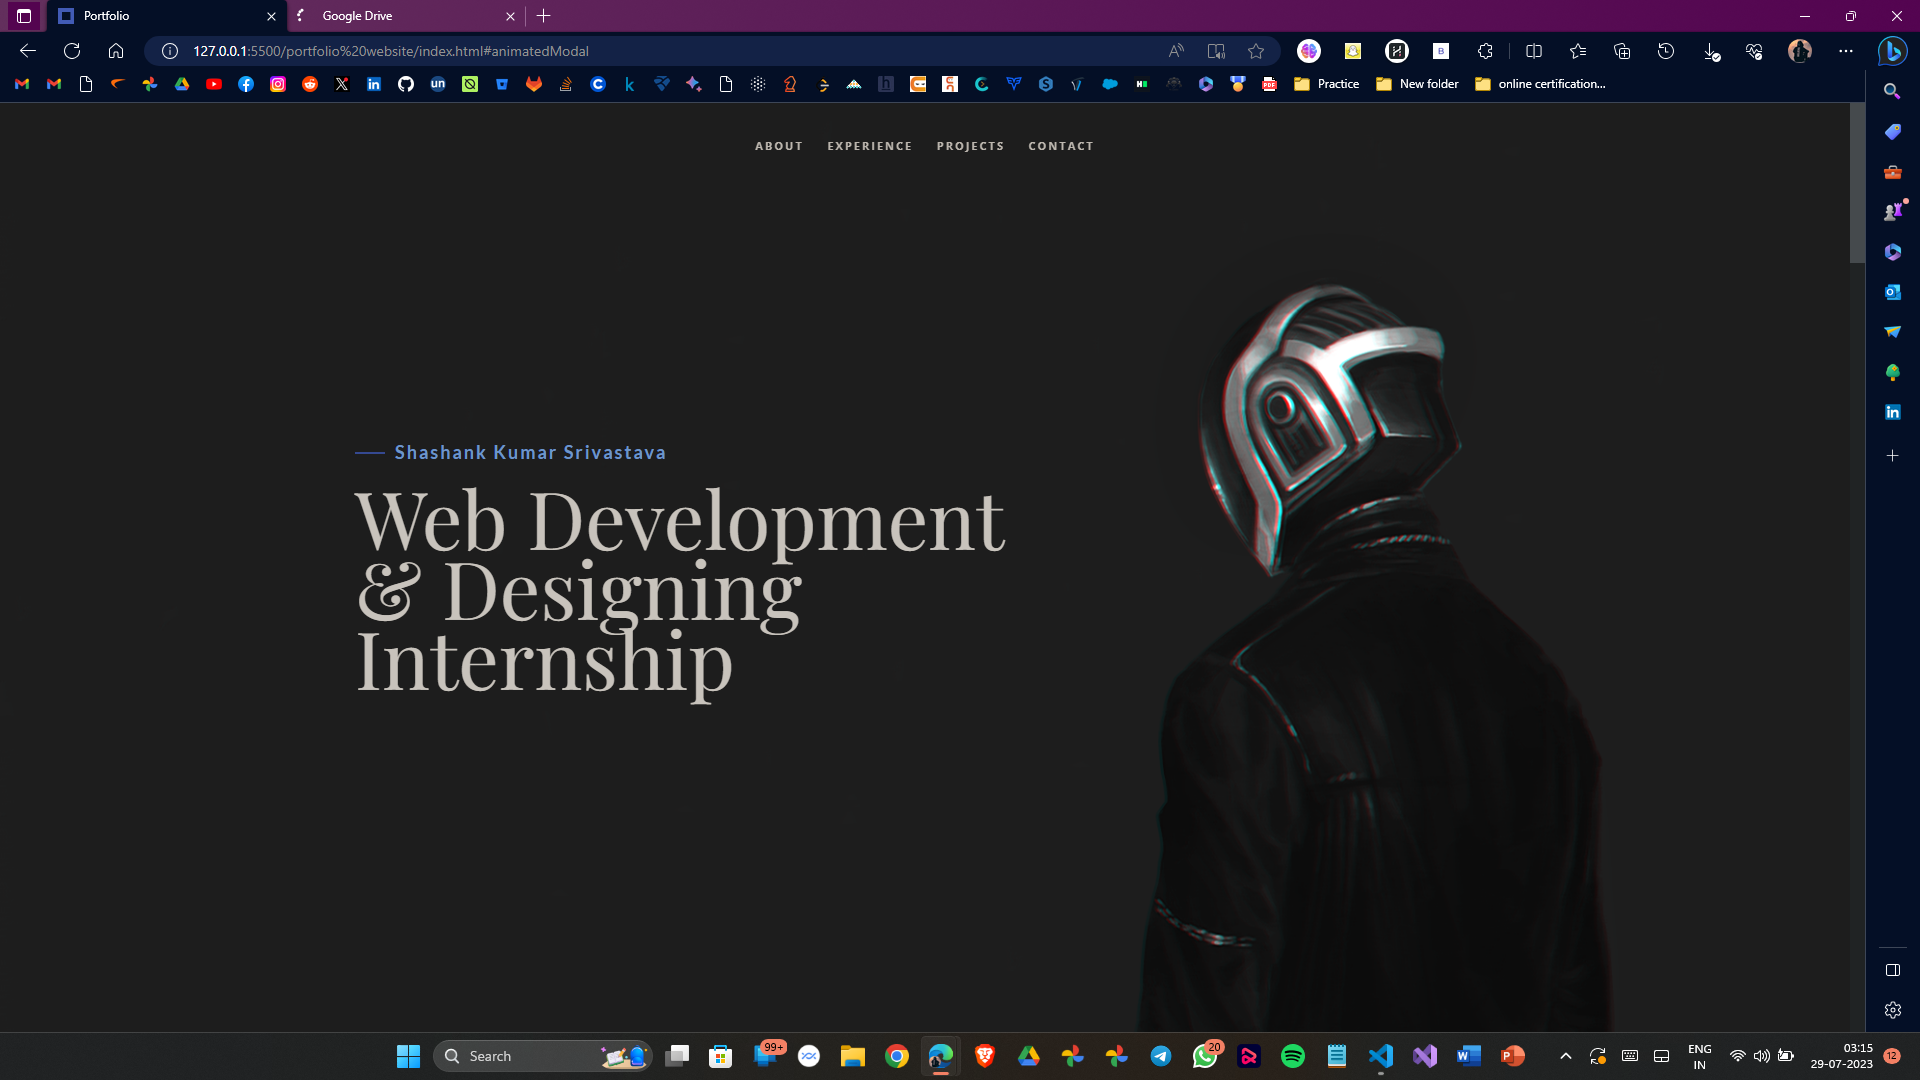 Portfolio
Google Drive
127.0.0.1:5500/portfolio%20website/index.html#animatedModal
Practice
New folder
online certification...
ABOUT EXPERIENCE PROJECTS CONTACT
Shashank Kumar Srivastava
Web Development
& Designing
Internship
Search
99+
20
ENG
IN
03:15
29-07-2023
12